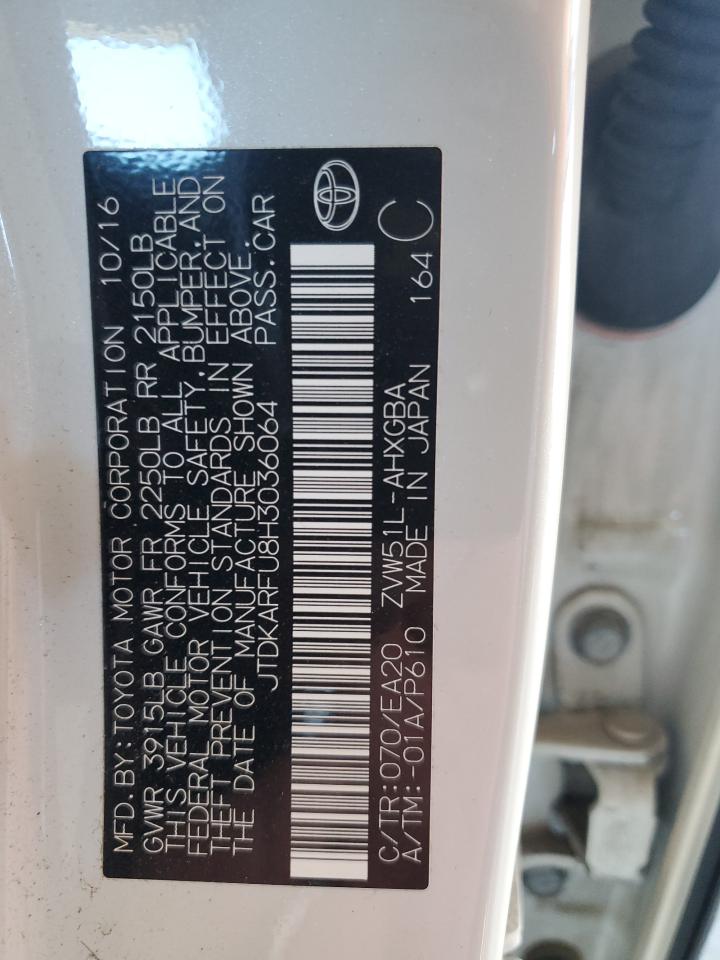 MFD. BY: TOYOTA MOTOR CORPORATION 10/16
GVWR 3915LB GAWR FR 2250LB RR 2150LB
THIS VEHICLE CONFORMS TO ALL APPLICABLE
FEDERAL MOTOR VEHICLE SAFETY, BUMPER, AND
THEFT PREVENTION STANDARDS IN EFFECT ON
THE DATE OF MANUFACTURE SHOWN ABOVE.
JTDKARFU8H3036064 PASS. CAR
C/TR: 070/EA20 ZVW51L-AHXGBA
A/TM: -01A/P610 MADE IN JAPAN 164 C